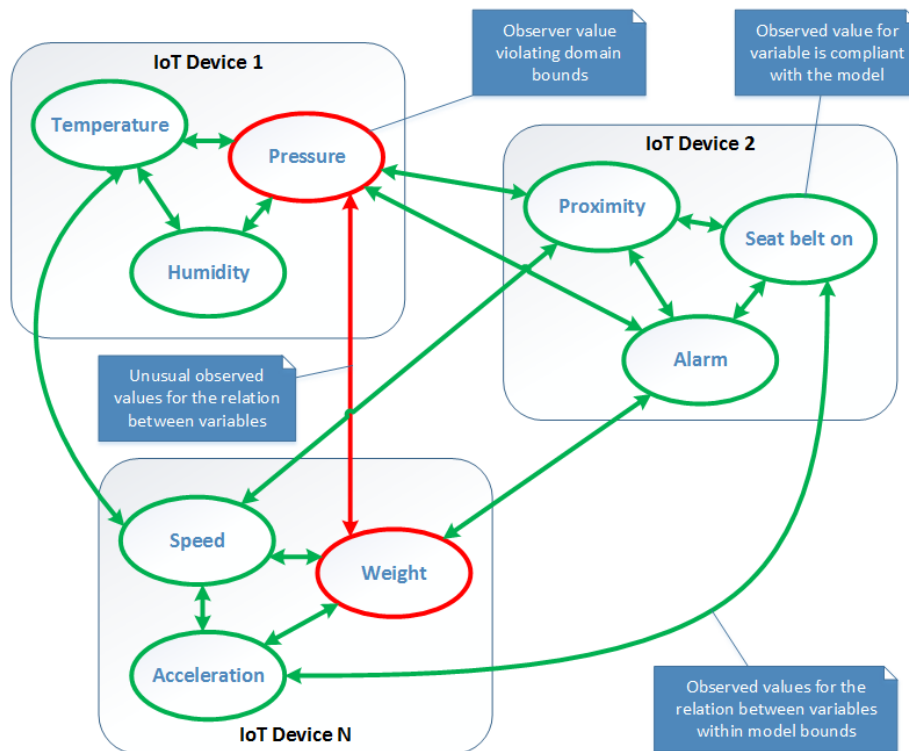 IoT Device 1
Temperature
Pressure
Humidity
Observer value
violating domain
bounds
Observed value for
variable is compliant
with the model
IoT Device 2
Proximity
Seat belt on
Alarm
Unusual observed
values for the relation
between variables
Speed
Weight
Acceleration
IoT Device N
Observed values for the
relation between variables
within model bounds